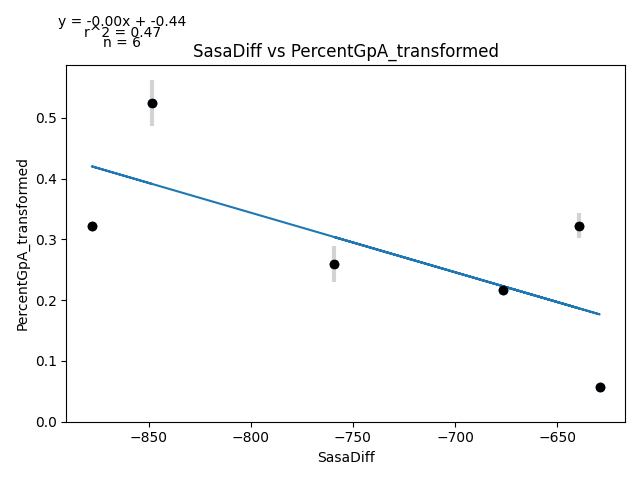 y = -0.00x + -0.44
r^2 = 0.47
n = 6
SasaDiff vs PercentGpA_transformed
PercentGpA_transformed
0.5
0.4
0.3
0.2
0.1
0.0
−850
−800
−750
−700
−650
SasaDiff